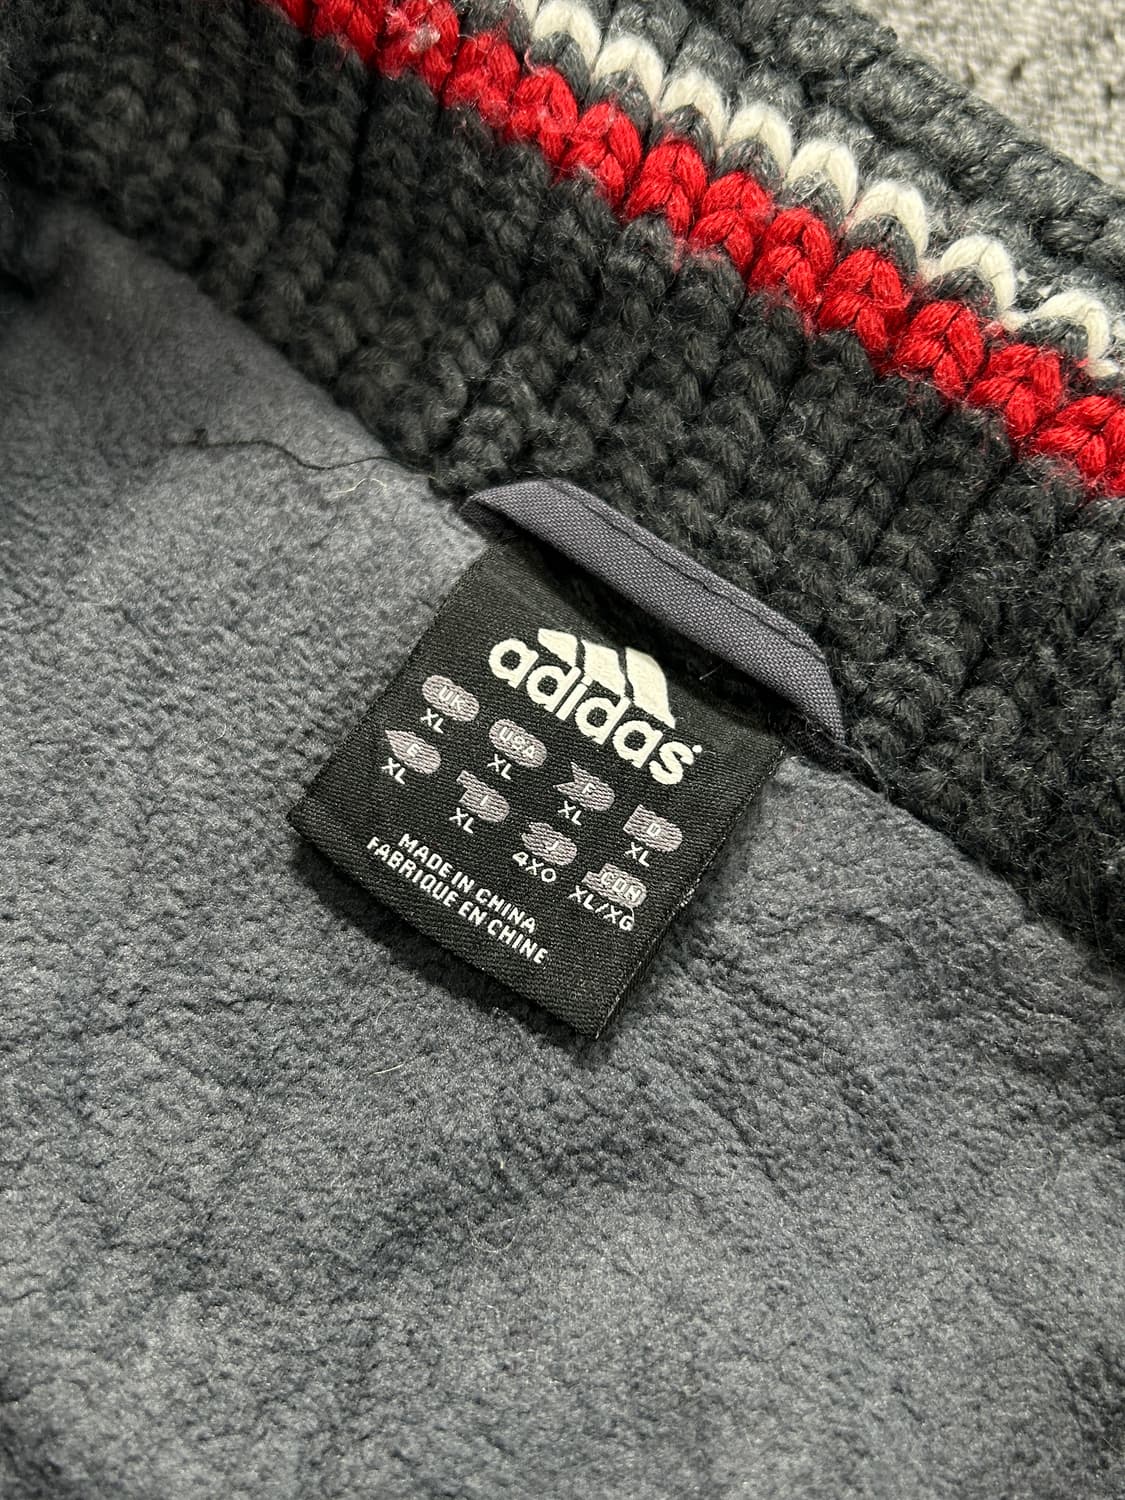 adidas
UK USA F D
XL XL XL XL
E I J CDN
XL XL 4XO XL/XG
MADE IN CHINA
FABRIQUE EN CHINE